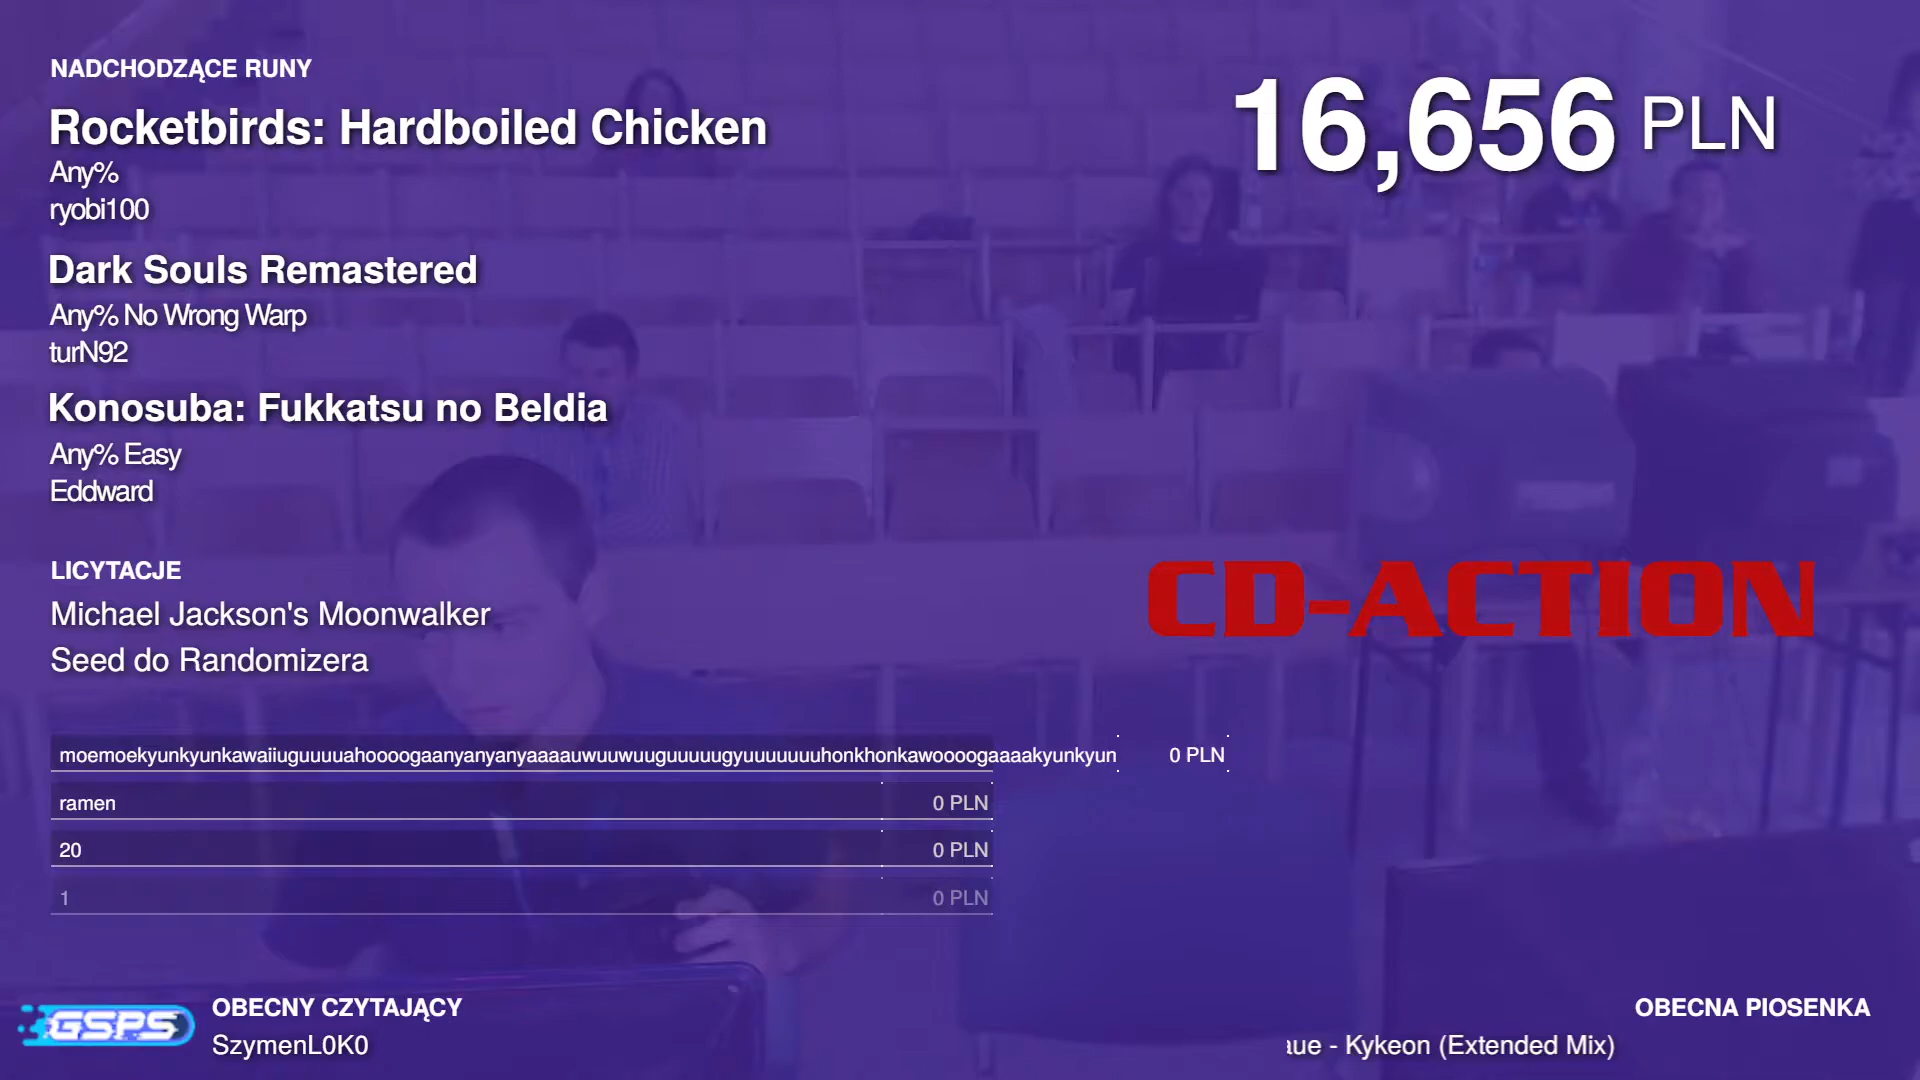 NADCHODZĄCE RUNY
Rocketbirds: Hardboiled Chicken
Any%
ryobi100
Dark Souls Remastered
Any% No Wrong Warp
turN92
Konosuba: Fukkatsu no Beldia
Any% Easy
Eddward
16,656 PLN
LICYTACJE
Michael Jackson's Moonwalker
Seed do Randomizera
CD-ACTION
moemoekyunkyunkawaiiuguuuuahoooogaanyanyanyaaaauwuuwuuguuuuugyuuuuuuuhonkhonkawoooogaaaakyunkyun 0 PLN
ramen 0 PLN
20 0 PLN
1 0 PLN
GSPS
OBECNY CZYTAJĄCY
SzymenL0K0
OBECNA PIOSENKA
aue - Kykeon (Extended Mix)